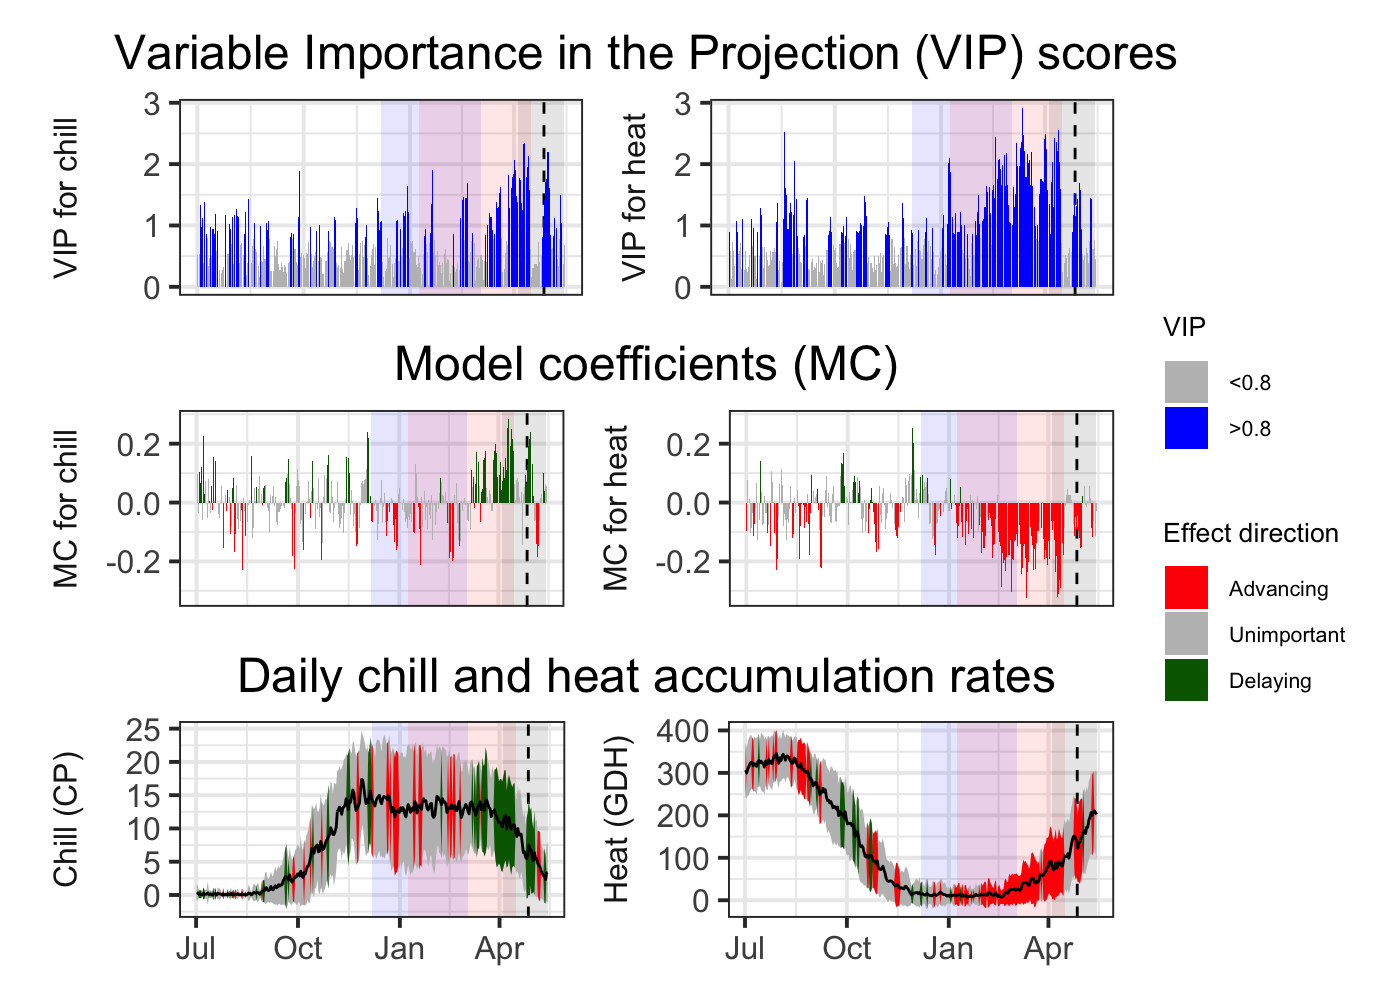 Variable Importance in the Projection (VIP) scores
VIP for chill
3
2
1
0
VIP for heat
3
2
1
0
Model coefficients (MC)
MC for chill
0.2
0.0
-0.2
MC for heat
0.2
0.0
-0.2
Daily chill and heat accumulation rates
Chill (CP)
25
20
15
10
5
0
Jul Oct Jan Apr
Heat (GDH)
400
300
200
100
0
Jul Oct Jan Apr
VIP
<0.8
>0.8
Effect direction
Advancing
Unimportant
Delaying